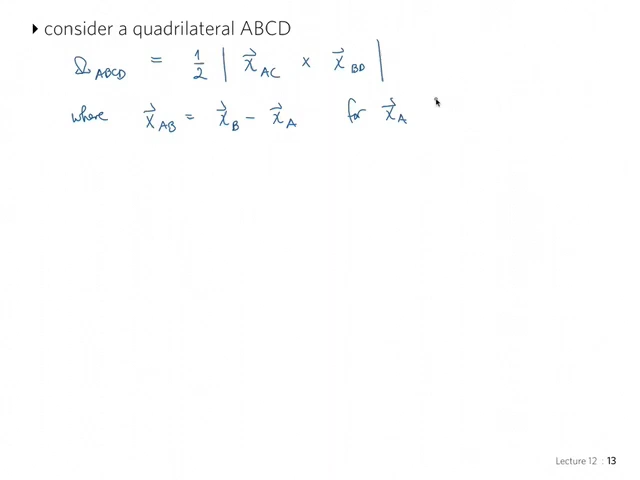 ▸ consider a quadrilateral ABCD
Ω_ABCD = 1/2 | x⃗_AC × x⃗_BD |
where x⃗_AB = x⃗_B − x⃗_A for x⃗_A
Lecture 12 : 13